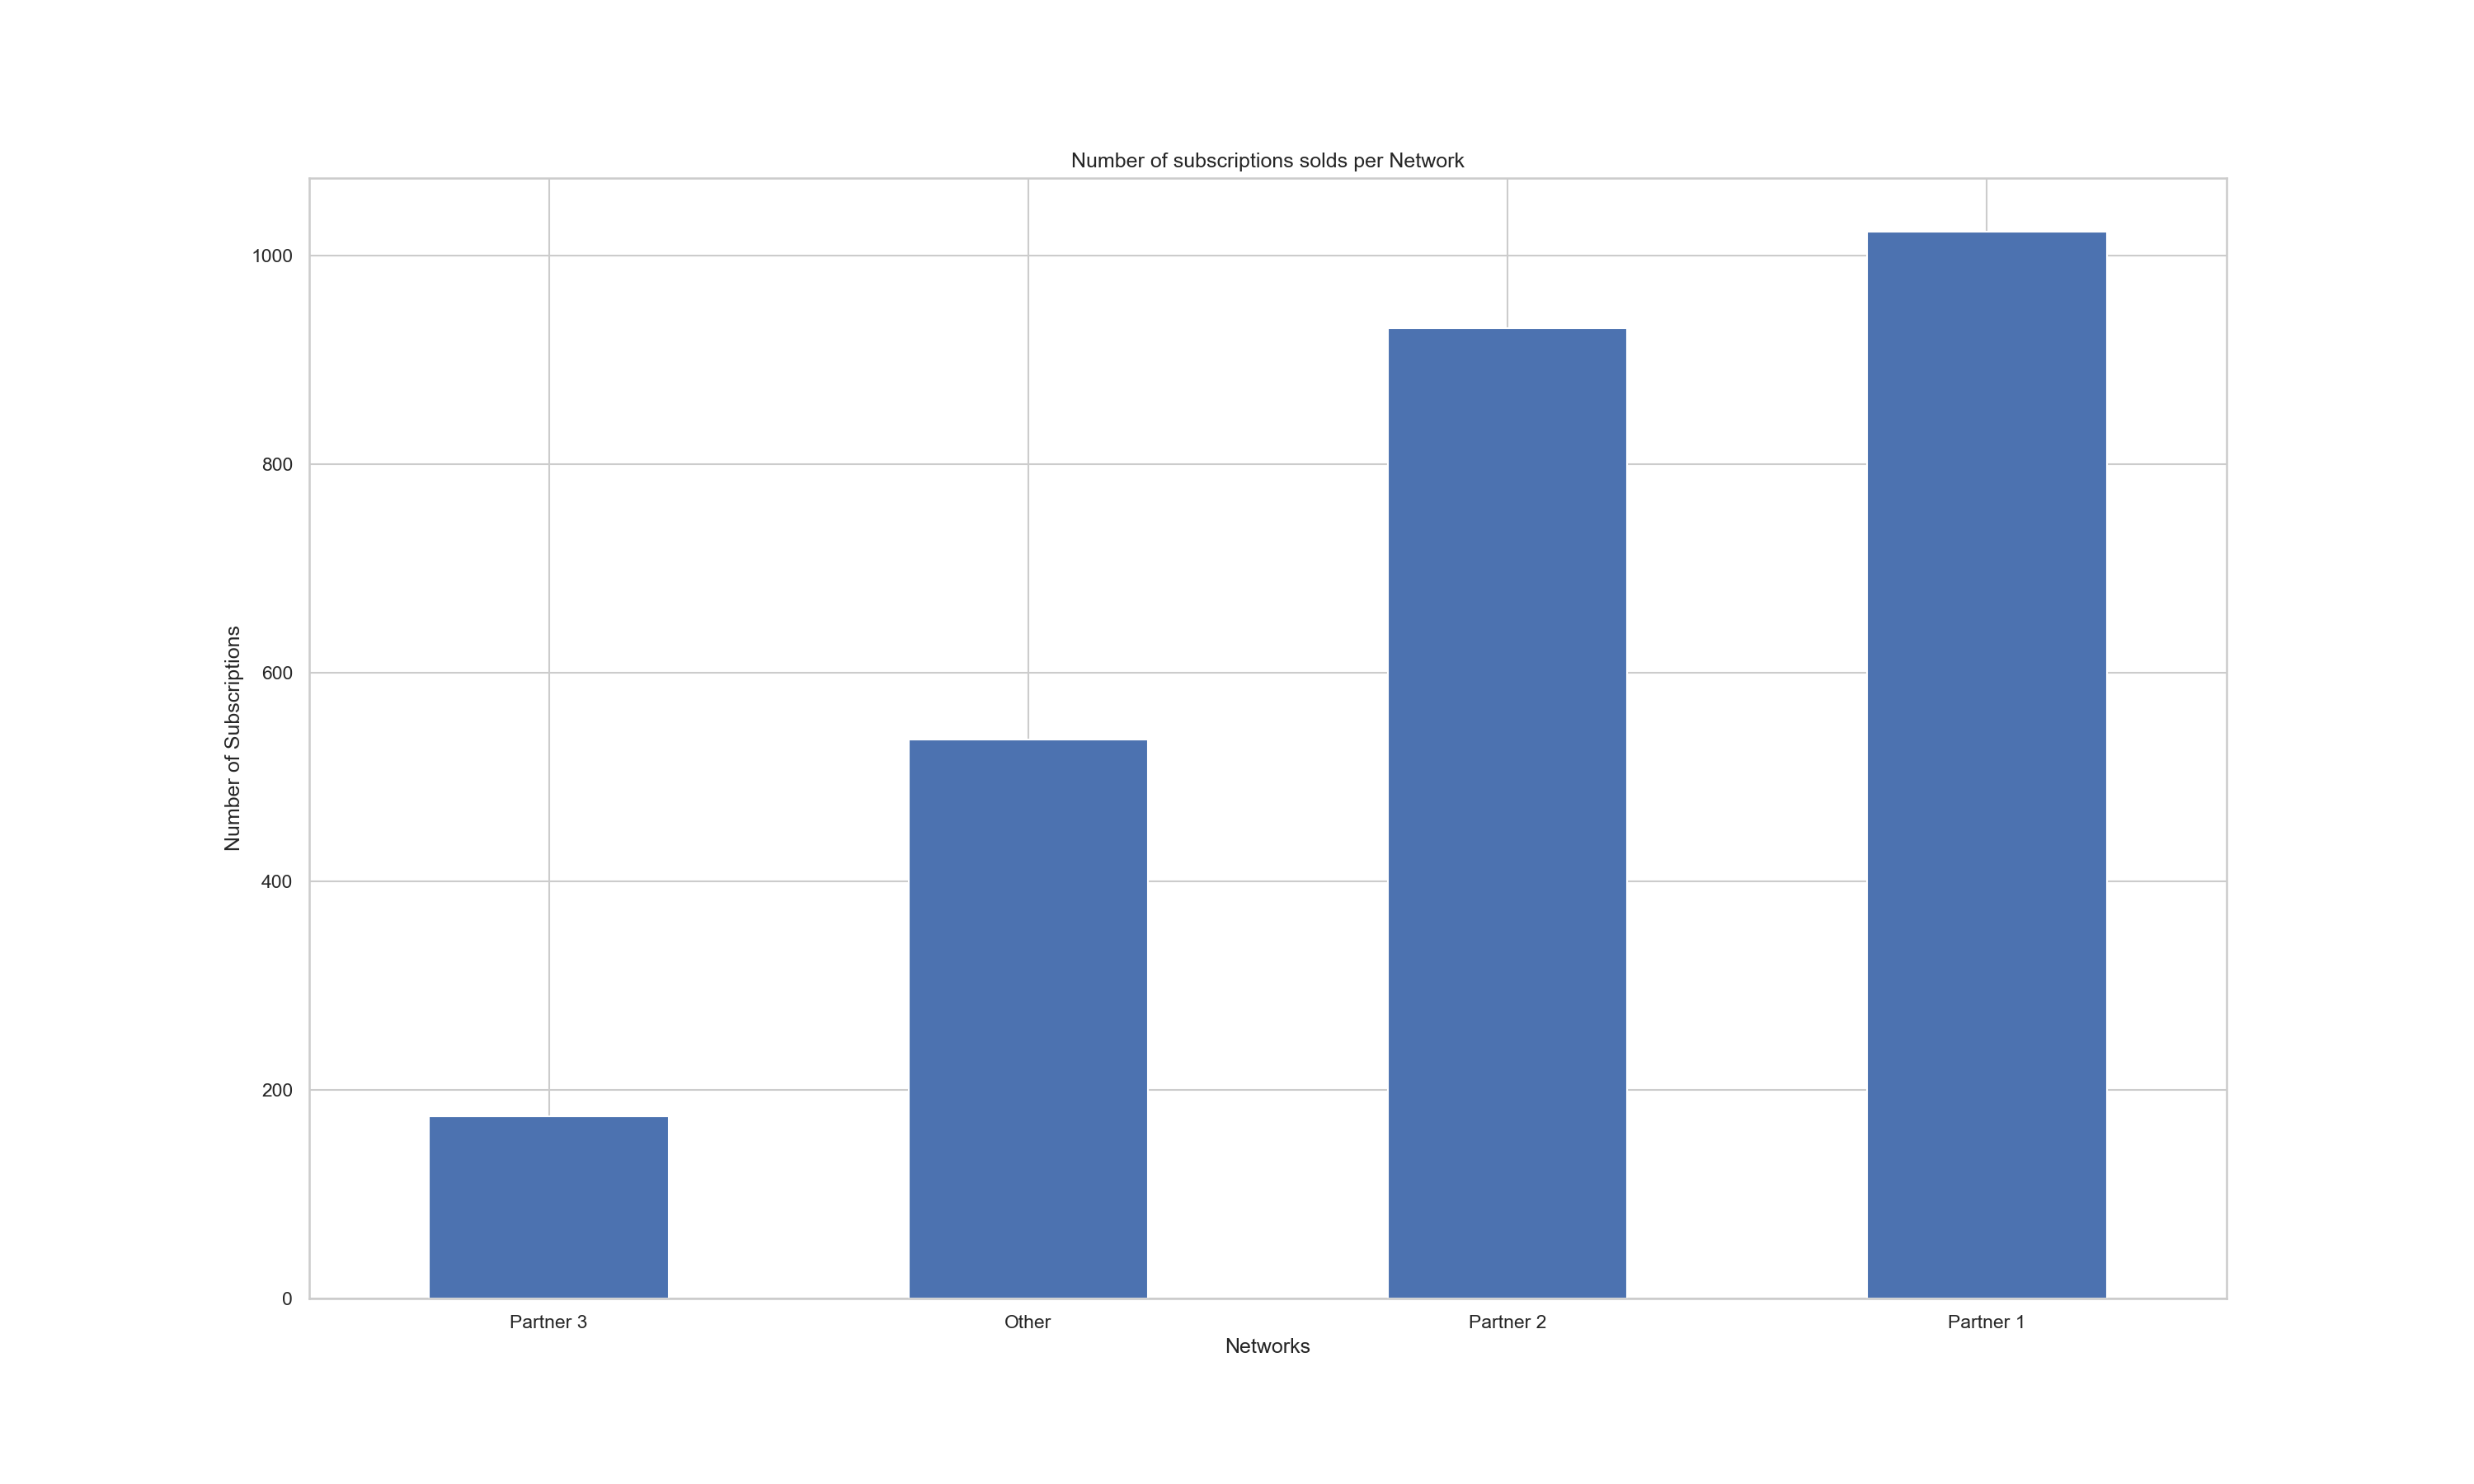 Number of subscriptions solds per Network
1000
800
600
400
200
0
Number of Subscriptions
Partner 3
Other
Partner 2
Partner 1
Networks